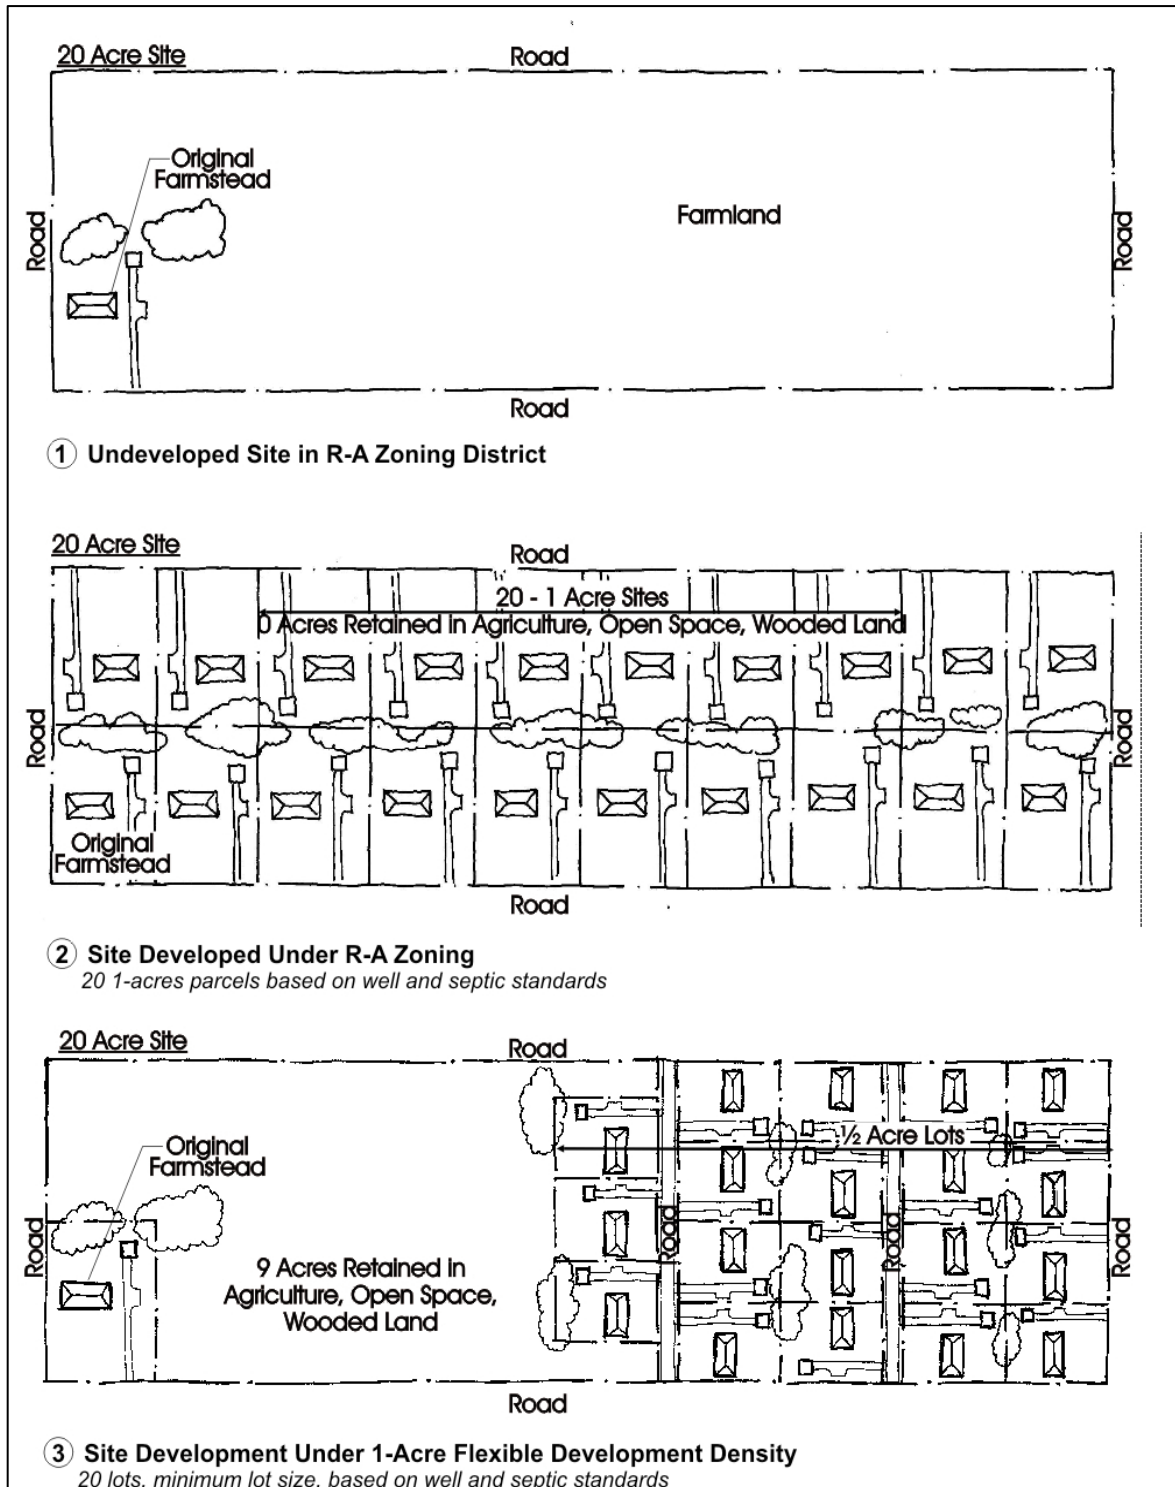 20 Acre Site
Road
Original
Farmstead
Farmland
Road
Road
Road
1 Undeveloped Site in R-A Zoning District
20 Acre Site
Road
20 - 1 Acre Sites
0 Acres Retained in Agriculture, Open Space, Wooded Land
Road
Road
Original
Farmstead
Road
2 Site Developed Under R-A Zoning
20 1-acres parcels based on well and septic standards
20 Acre Site
Road
½ Acre Lots
Original
Farmstead
Road
Road
Road
Road
9 Acres Retained in
Agriculture, Open Space,
Wooded Land
Road
3 Site Development Under 1-Acre Flexible Development Density
20 lots, minimum lot size, based on well and septic standards